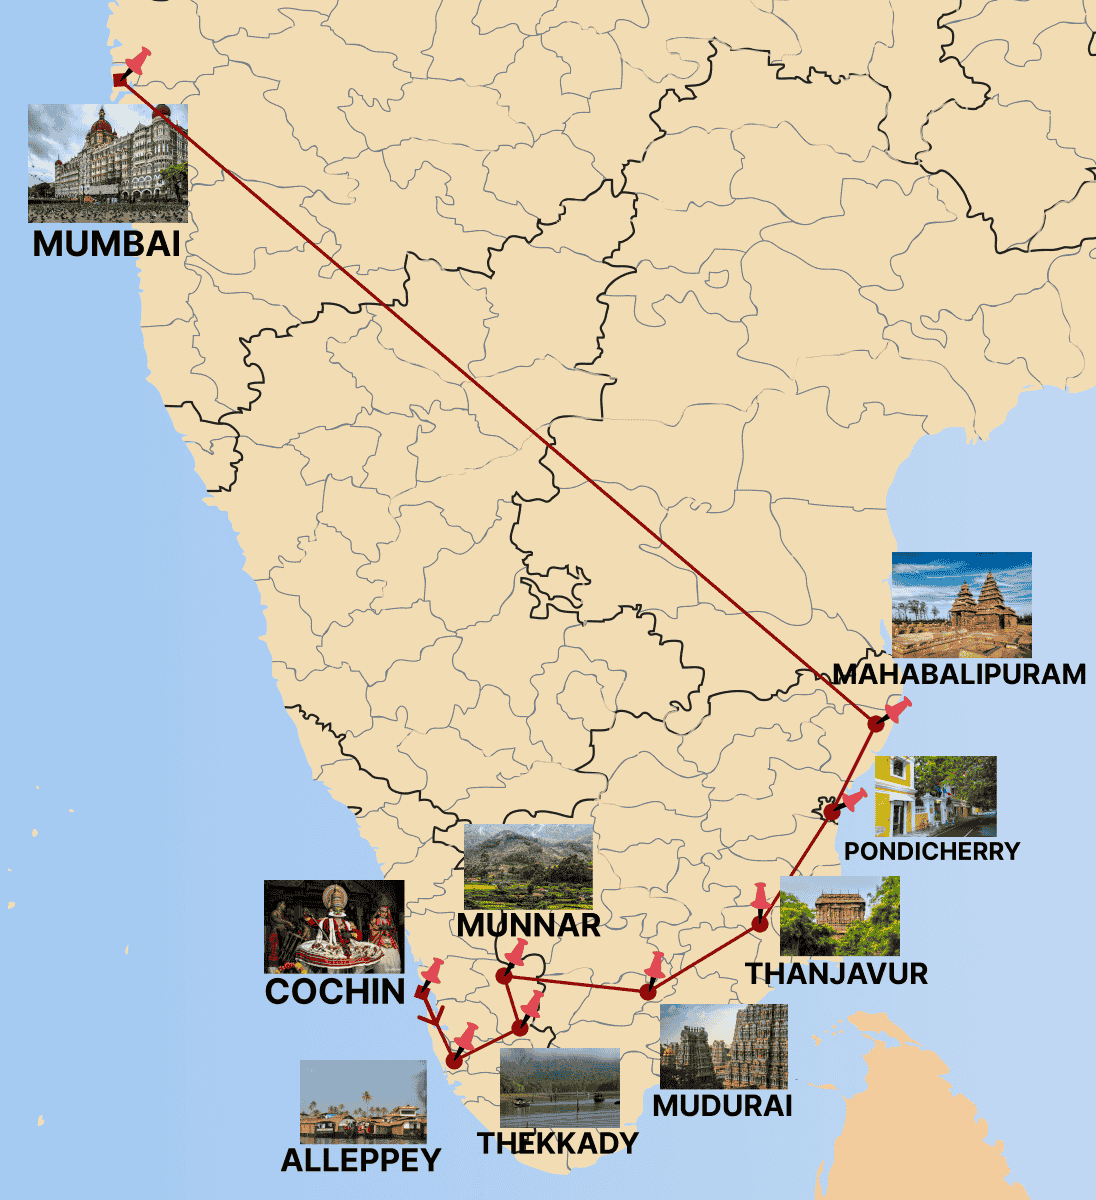 MUMBAI
MAHABALIPURAM
PONDICHERRY
MUNNAR
THANJAVUR
COCHIN
MUDURAI
THEKKADY
ALLEPPEY